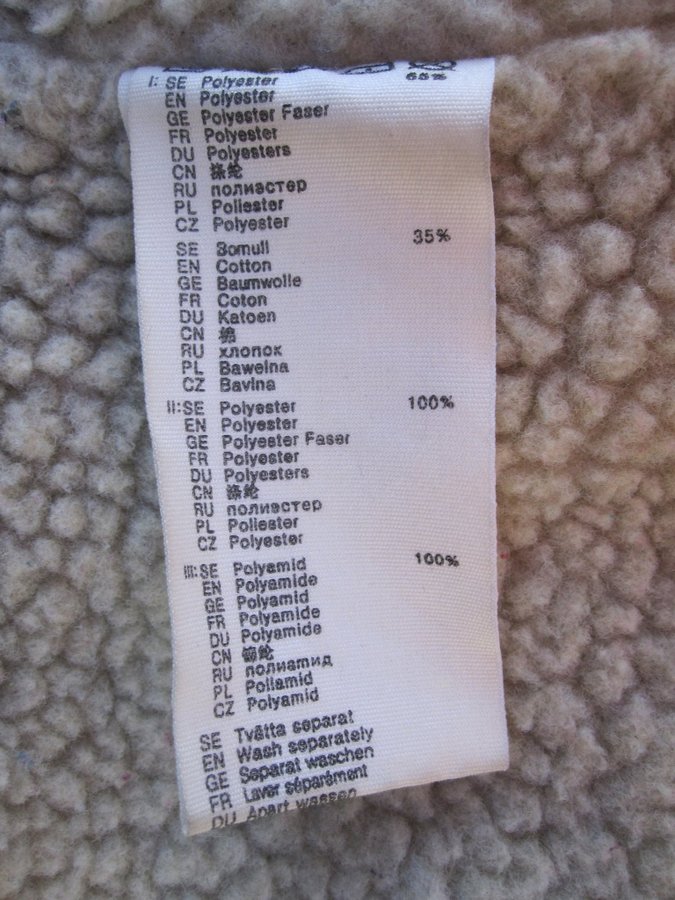 I: SE Polyester 65%
EN Polyester
GE Polyester Faser
FR Polyester
DU Polyesters
CN 涤纶
RU полиэстер
PL Poliester
CZ Polyester
SE Bomull 35%
EN Cotton
GE Baumwolle
FR Coton
DU Katoen
CN 棉
RU хлопок
PL Bawelna
CZ Bavlna
II: SE Polyester 100%
EN Polyester
GE Polyester Faser
FR Polyester
DU Polyesters
CN 涤纶
RU полиэстер
PL Poliester
CZ Polyester
III: SE Polyamid 100%
EN Polyamide
GE Polyamid
FR Polyamide
DU Polyamide
CN 锦纶
RU полиамид
PL Poliamid
CZ Polyamid
SE Tvätta separat
EN Wash separately
GE Separat waschen
FR Laver séparément
DU Apart wassen